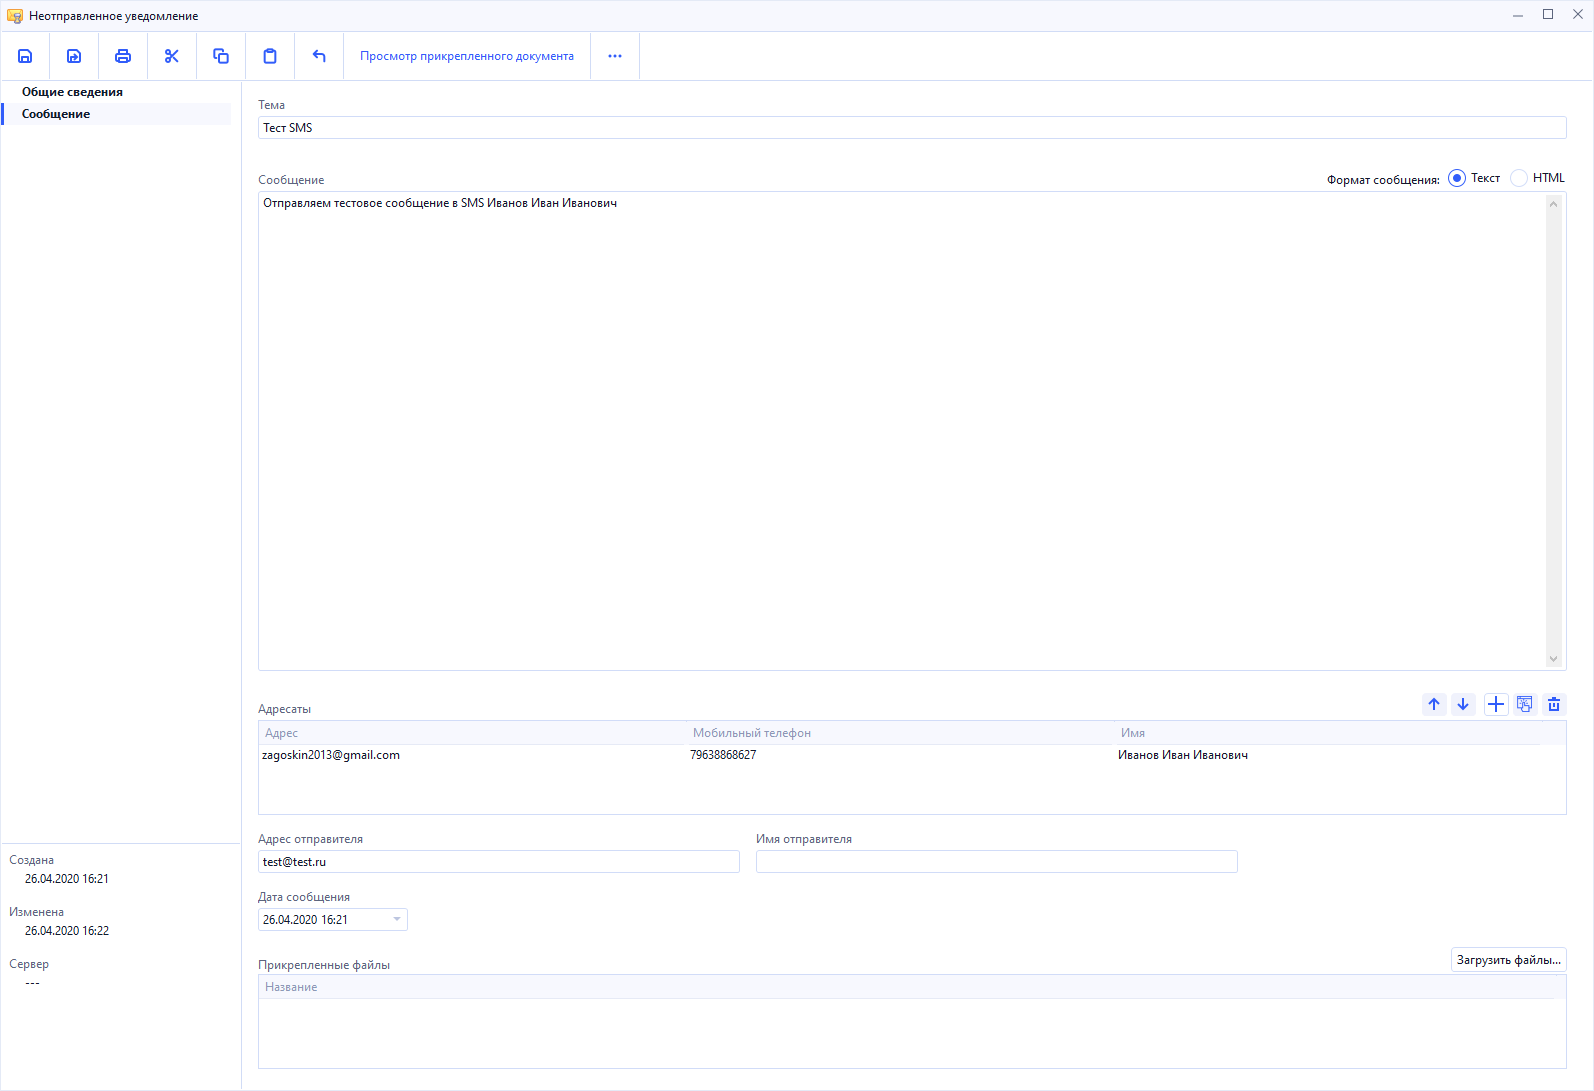 Неотправленное уведомление
Просмотр прикрепленного документа
Общие сведения
Сообщение
Тема
Тест SMS
Сообщение
Формат сообщения: Текст HTML
Отправляем тестовое сообщение в SMS Иванов Иван Иванович
Адресаты
Адрес Мобильный телефон Имя
zagoskin2013@gmail.com 79638868627 Иванов Иван Иванович
Адрес отправителя Имя отправителя
test@test.ru
Дата сообщения
26.04.2020 16:21
Прикрепленные файлы
Загрузить файлы...
Название
Создана
26.04.2020 16:21
Изменена
26.04.2020 16:22
Сервер
---